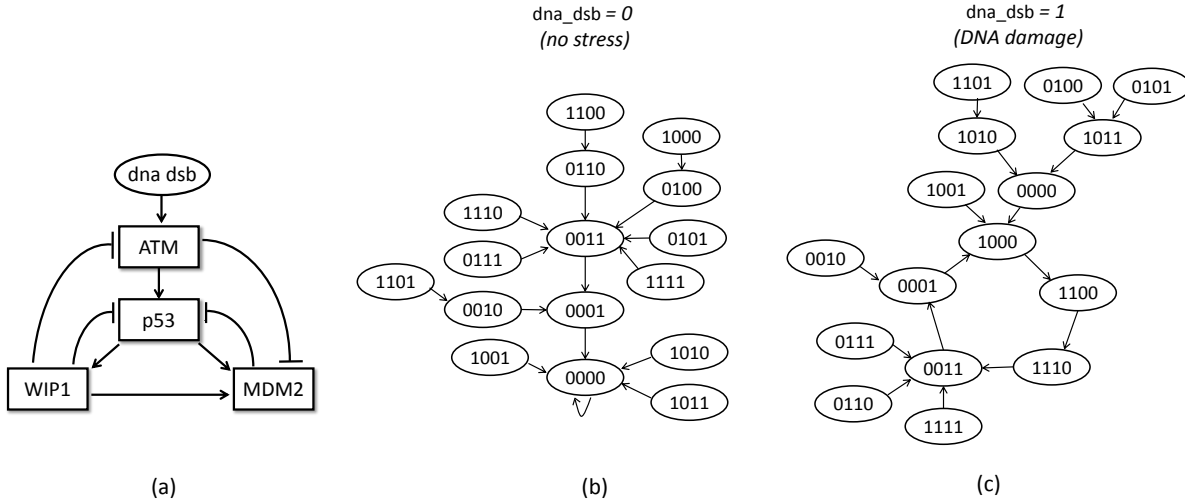 dna_dsb = 0
(no stress)
dna_dsb = 1
(DNA damage)
dna dsb
ATM
p53
WIP1
MDM2
(a)
1100
1000
0110
0100
1110
0011
0101
0111
1111
1101
0010
0001
1001
1010
0000
1011
(b)
1101
0100
0101
1010
1011
1001
0000
1000
0010
0001
1100
0111
0011
1110
0110
1111
(c)